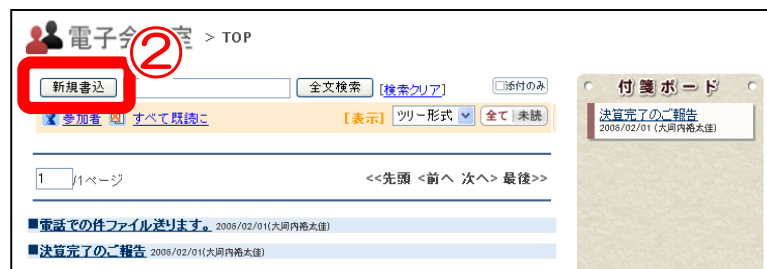 電子会 室 > TOP
②
新規書込 全文検索 [検索クリア] □添付のみ
参加者 すべて既読に [表示] ツリー形式 全て 未読
1 /1ページ <<先頭 <前へ 次へ> 最後>>
■電話での件ファイル送ります。 2006/02/01(大河内裕太佳)
■決算完了のご報告 2006/02/01(大河内裕太佳)
付箋ボード
決算完了のご報告
2006/02/01 (大河内裕太佳)